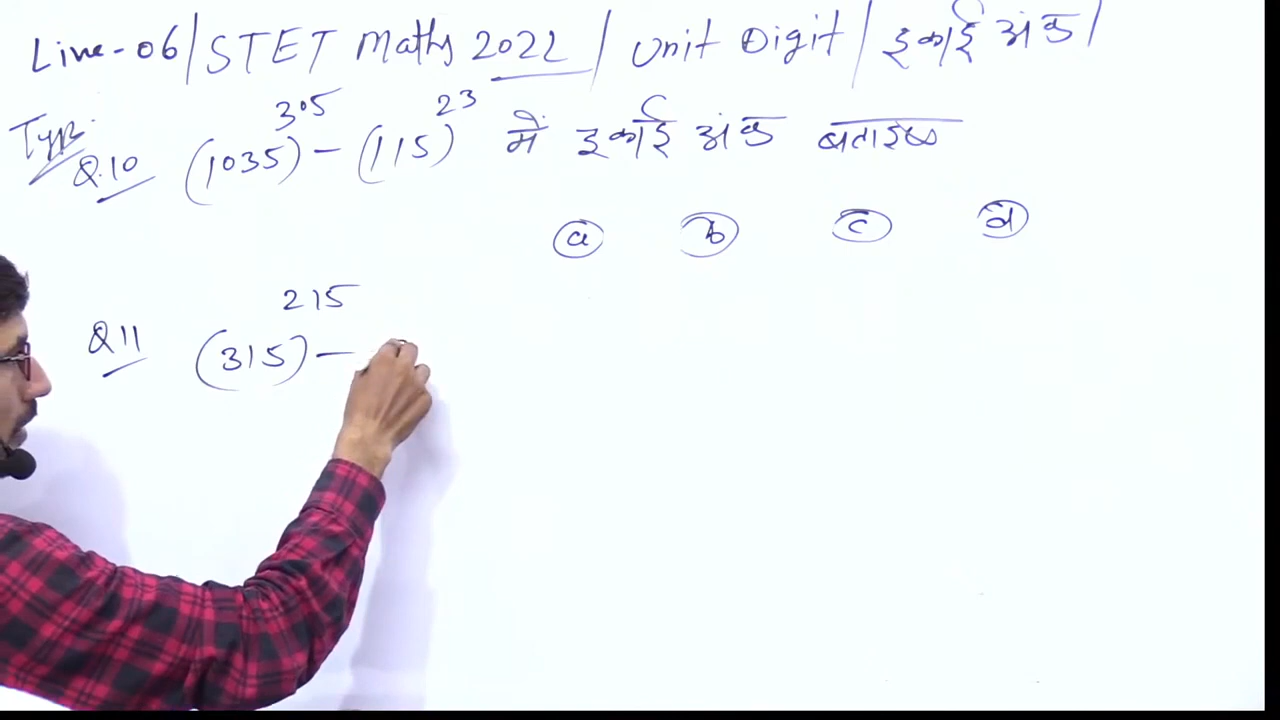 Live-06/STET Maths 2022/Unit Digit/इकाई अंक/
Type:
Q.10 (1035)^305 - (115)^23 में इकाई अंक बताइए
(a) (b) (c) (d)
Q11 (315)^215 -